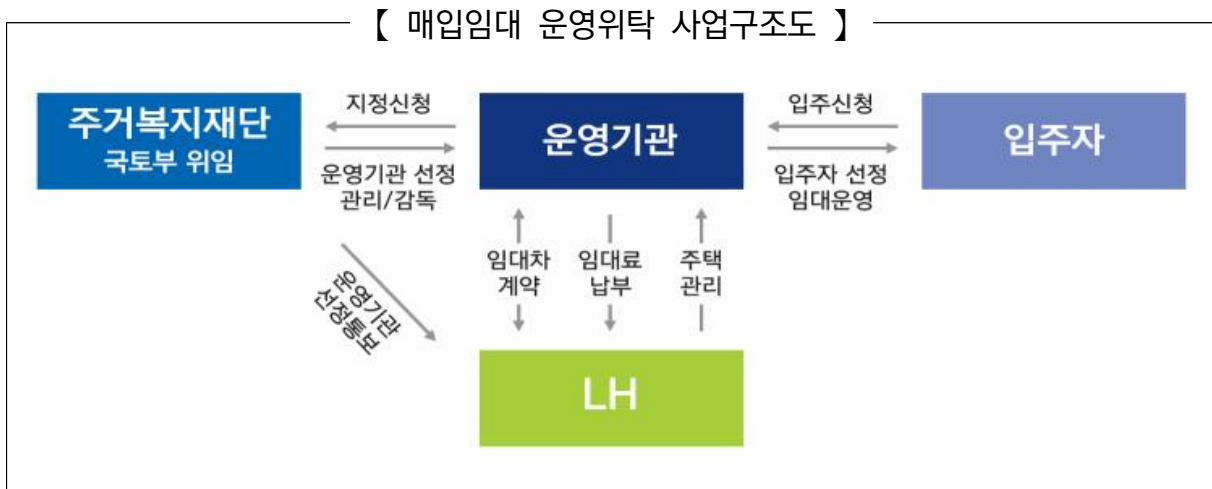 【 매입임대 운영위탁 사업구조도 】
주거복지재단
국토부 위임
지정신청
운영기관 선정
관리/감독
운영기관
입주신청
입주자 선정
임대운영
입주자
임대차
계약
임대료
납부
주택
관리
운영기관
선정통보
LH